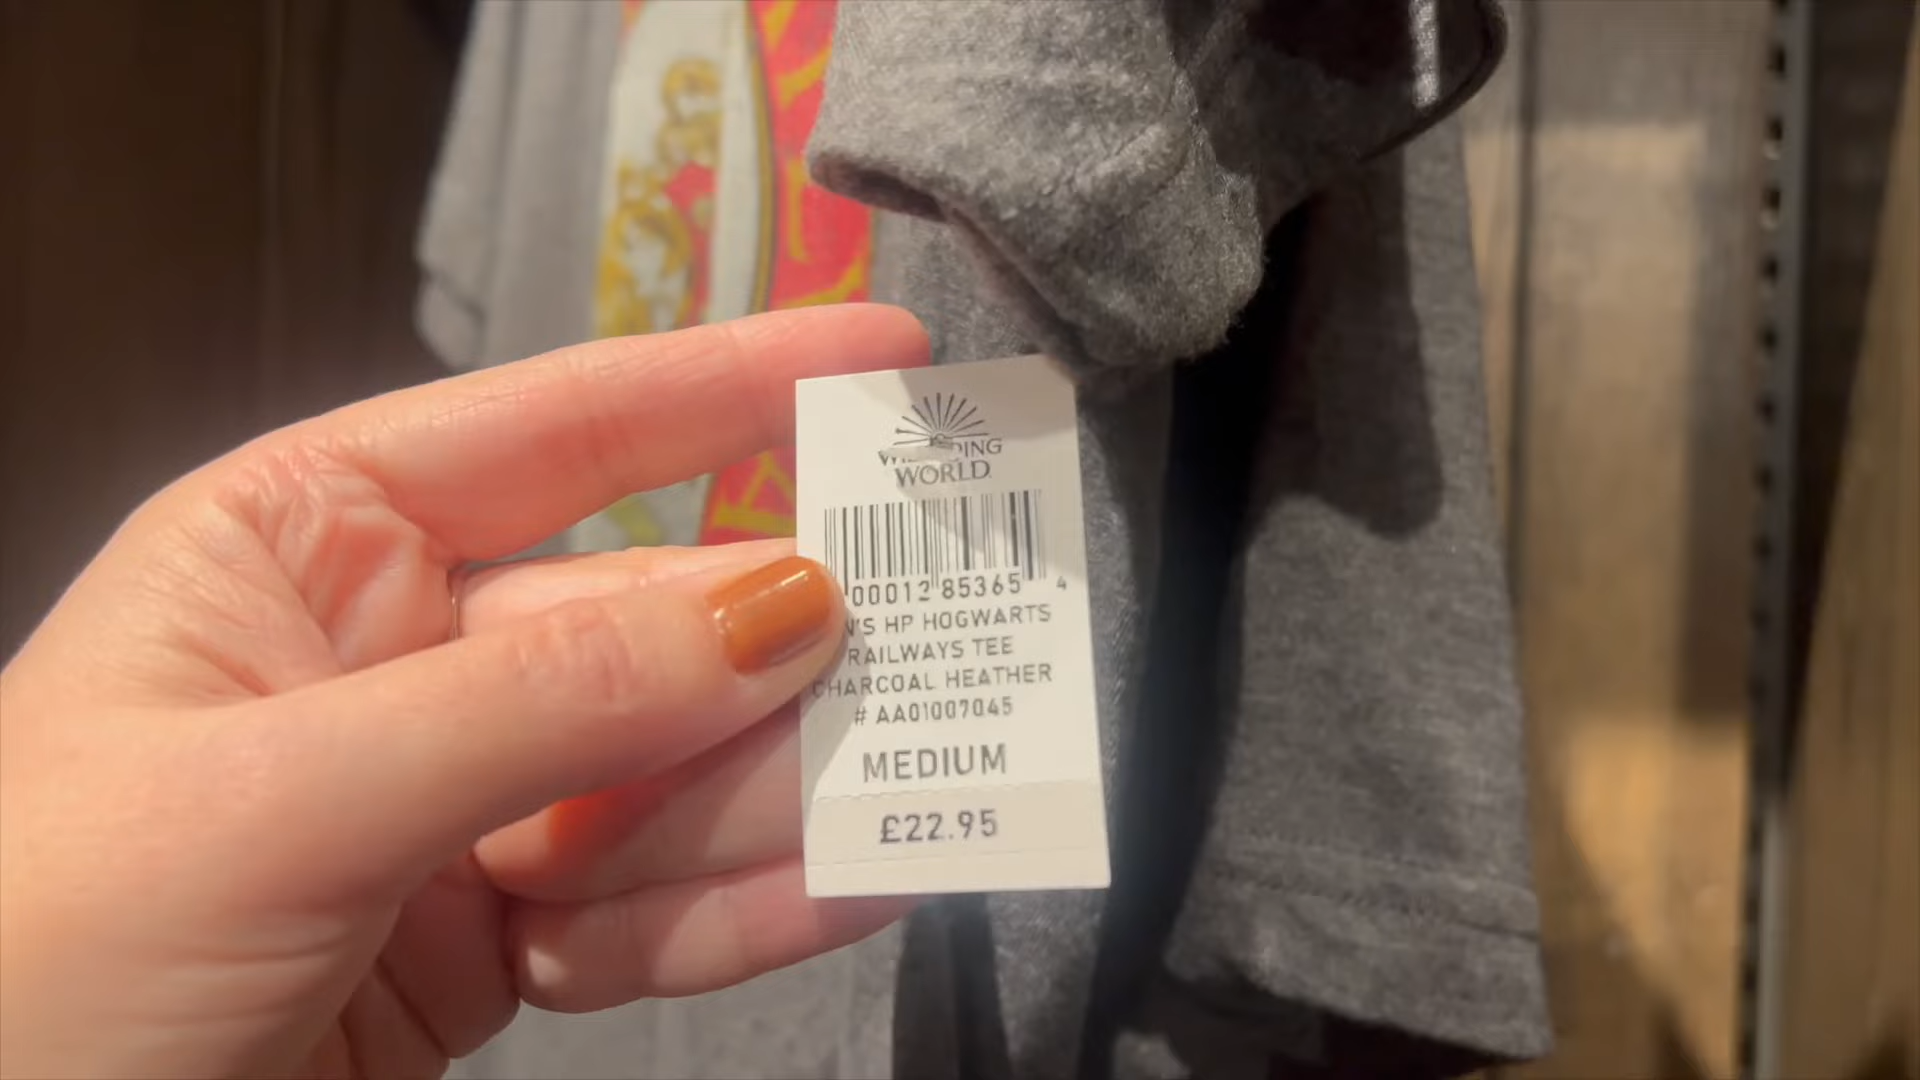 WORLD
00012 85365 4
'S HP HOGWARTS
RAILWAYS TEE
CHARCOAL HEATHER
# AA01007045
MEDIUM
£22.95